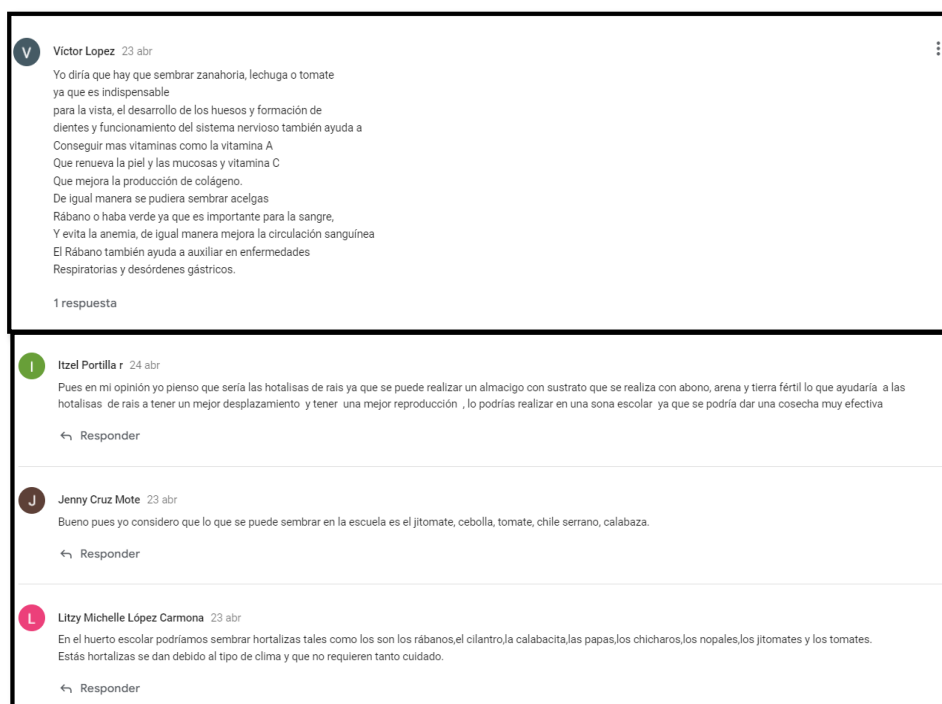 V
Víctor Lopez 23 abr
Yo diría que hay que sembrar zanahoria, lechuga o tomate
ya que es indispensable
para la vista, el desarrollo de los huesos y formación de
dientes y funcionamiento del sistema nervioso también ayuda a
Conseguir mas vitaminas como la vitamina A
Que renueva la piel y las mucosas y vitamina C
Que mejora la producción de colágeno.
De igual manera se pudiera sembrar acelgas
Rábano o haba verde ya que es importante para la sangre,
Y evita la anemia, de igual manera mejora la circulación sanguínea
El Rábano también ayuda a auxiliar en enfermedades
Respiratorias y desórdenes gástricos.
1 respuesta
I
Itzel Portilla r 24 abr
Pues en mi opinión yo pienso que sería las hotalisas de rais ya que se puede realizar un almacigo con sustrato que se realiza con abono, arena y tierra fértil lo que ayudaría a las
hotalisas de rais a tener un mejor desplazamiento y tener una mejor reproducción , lo podrías realizar en una sona escolar ya que se podría dar una cosecha muy efectiva
Responder
J
Jenny Cruz Mote 23 abr
Bueno pues yo considero que lo que se puede sembrar en la escuela es el jitomate, cebolla, tomate, chile serrano, calabaza.
Responder
L
Litzy Michelle López Carmona 23 abr
En el huerto escolar podríamos sembrar hortalizas tales como los son los rábanos,el cilantro,la calabacita,las papas,los chicharos,los nopales,los jitomates y los tomates.
Estás hortalizas se dan debido al tipo de clima y que no requieren tanto cuidado.
Responder